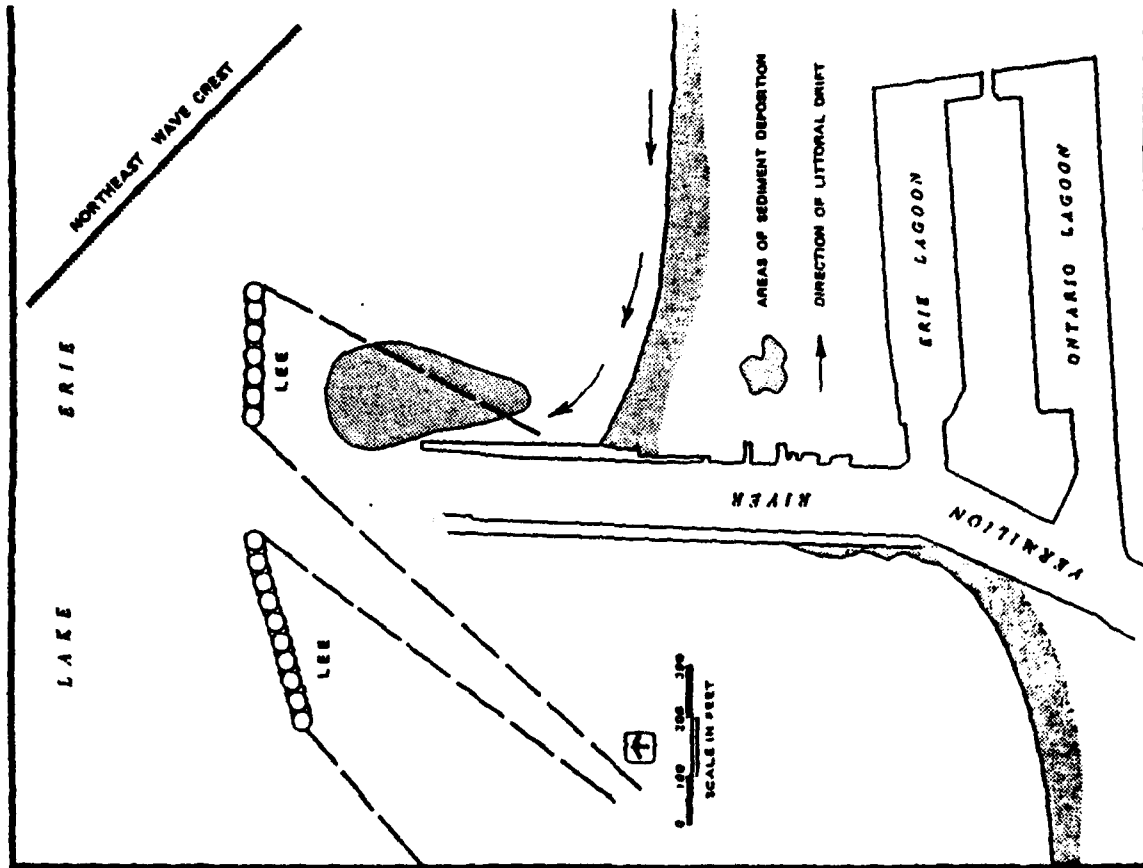 NORTHEAST WAVE CREST
LAKE ERIE
LEE
LEE
AREAS OF SEDIMENT DEPOSITION
DIRECTION OF LITTORAL DRIFT
ERIE LAGOON
ONTARIO LAGOON
VERMILION RIVER
0 100 200 300
SCALE IN FEET